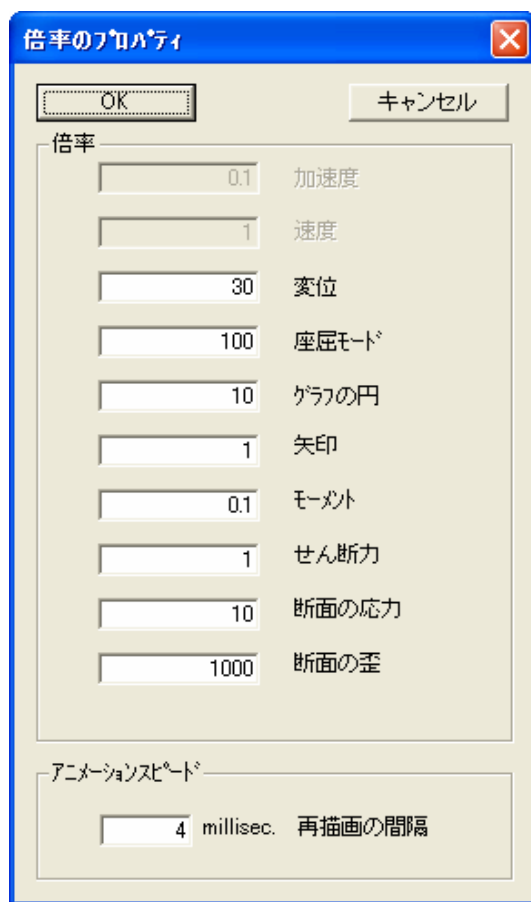 倍率のﾌﾟﾛﾊﾟﾃｨ
OK キャンセル
倍率
0.1 加速度
1 速度
30 変位
100 座屈ﾓｰﾄﾞ
10 ｸﾞﾗﾌの円
1 矢印
0.1 ﾓｰﾒﾝﾄ
1 せん断力
10 断面の応力
1000 断面の歪
ｱﾆﾒｰｼｮﾝｽﾋﾟｰﾄﾞ
4 millisec. 再描画の間隔